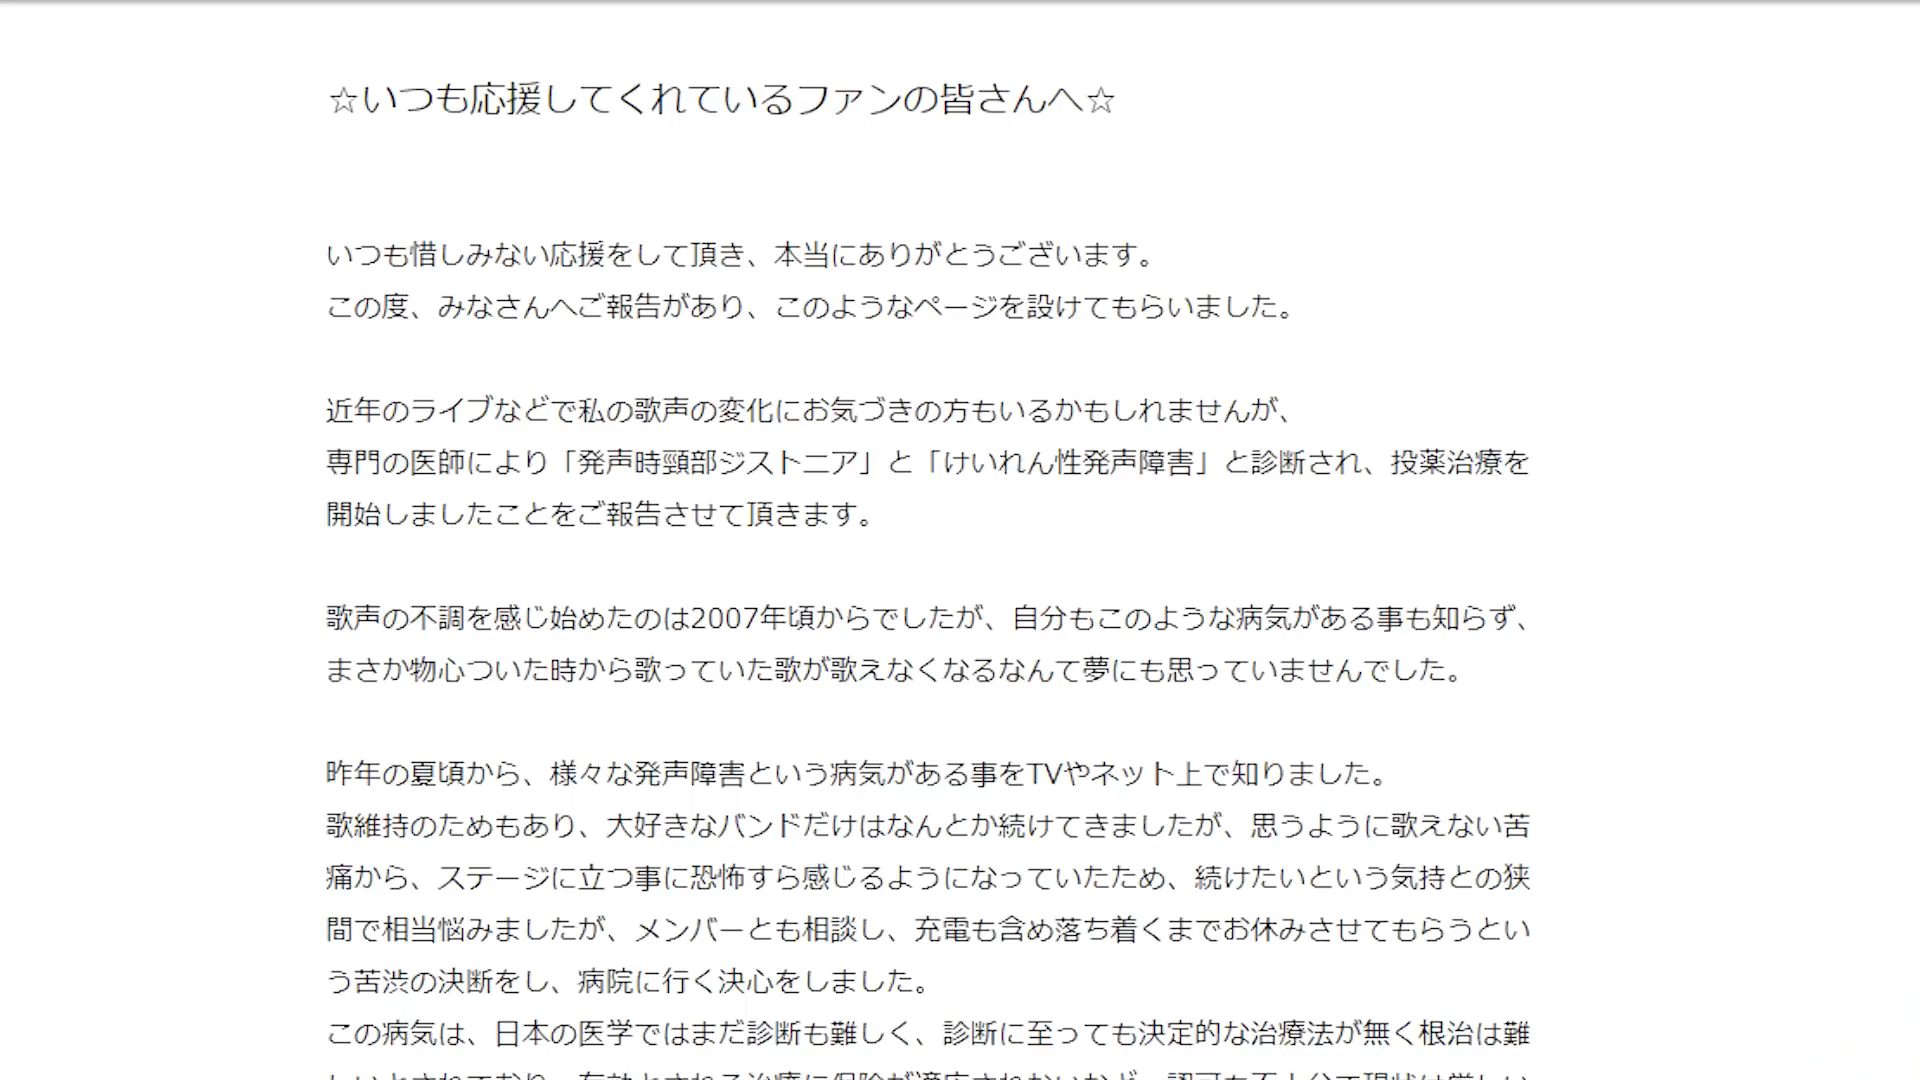 ☆いつも応援してくれているファンの皆さんへ☆
いつも惜しみない応援をして頂き、本当にありがとうございます。
この度、みなさんへご報告があり、このようなページを設けてもらいました。
近年のライブなどで私の歌声の変化にお気づきの方もいるかもしれませんが、
専門の医師により「発声時頸部ジストニア」と「けいれん性発声障害」と診断され、投薬治療を
開始しましたことをご報告させて頂きます。
歌声の不調を感じ始めたのは2007年頃からでしたが、自分もこのような病気がある事も知らず、
まさか物心ついた時から歌っていた歌が歌えなくなるなんて夢にも思っていませんでした。
昨年の夏頃から、様々な発声障害という病気がある事をTVやネット上で知りました。
歌維持のためもあり、大好きなバンドだけはなんとか続けてきましたが、思うように歌えない苦
痛から、ステージに立つ事に恐怖すら感じるようになっていたため、続けたいという気持との狭
間で相当悩みましたが、メンバーとも相談し、充電も含め落ち着くまでお休みさせてもらうとい
う苦渋の決断をし、病院に行く決心をしました。
この病気は、日本の医学ではまだ診断も難しく、診断に至っても決定的な治療法が無く根治は難